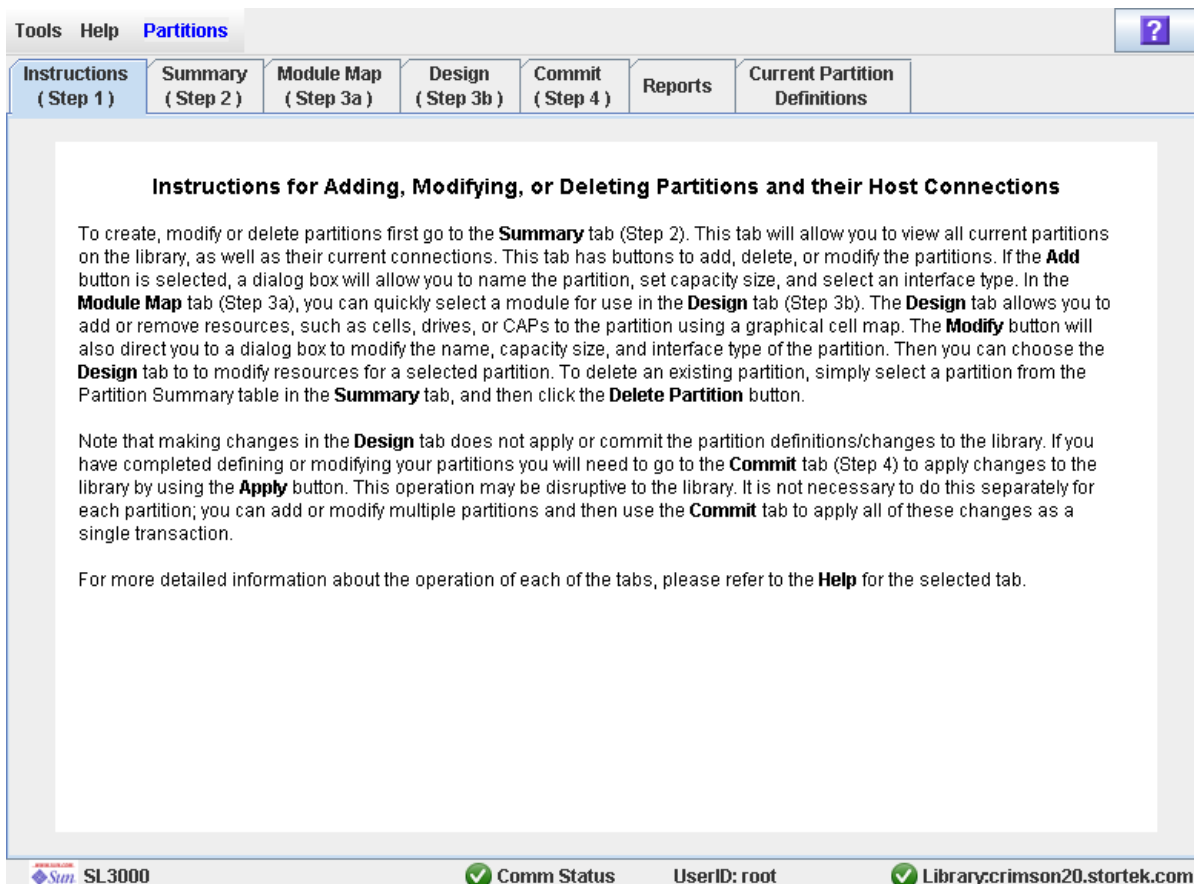 Tools Help Partitions
?
Instructions
( Step 1 )
Summary
( Step 2 )
Module Map
( Step 3a )
Design
( Step 3b )
Commit
( Step 4 )
Reports
Current Partition
Definitions
Instructions for Adding, Modifying, or Deleting Partitions and their Host Connections
To create, modify or delete partitions first go to the Summary tab (Step 2). This tab will allow you to view all current partitions
on the library, as well as their current connections. This tab has buttons to add, delete, or modify the partitions. If the Add
button is selected, a dialog box will allow you to name the partition, set capacity size, and select an interface type. In the
Module Map tab (Step 3a), you can quickly select a module for use in the Design tab (Step 3b). The Design tab allows you to
add or remove resources, such as cells, drives, or CAPs to the partition using a graphical cell map. The Modify button will
also direct you to a dialog box to modify the name, capacity size, and interface type of the partition. Then you can choose the
Design tab to to modify resources for a selected partition. To delete an existing partition, simply select a partition from the
Partition Summary table in the Summary tab, and then click the Delete Partition button.
Note that making changes in the Design tab does not apply or commit the partition definitions/changes to the library. If you
have completed defining or modifying your partitions you will need to go to the Commit tab (Step 4) to apply changes to the
library by using the Apply button. This operation may be disruptive to the library. It is not necessary to do this separately for
each partition; you can add or modify multiple partitions and then use the Commit tab to apply all of these changes as a
single transaction.
For more detailed information about the operation of each of the tabs, please refer to the Help for the selected tab.
Sun SL3000 Comm Status UserID: root Library:crimson20.stortek.com